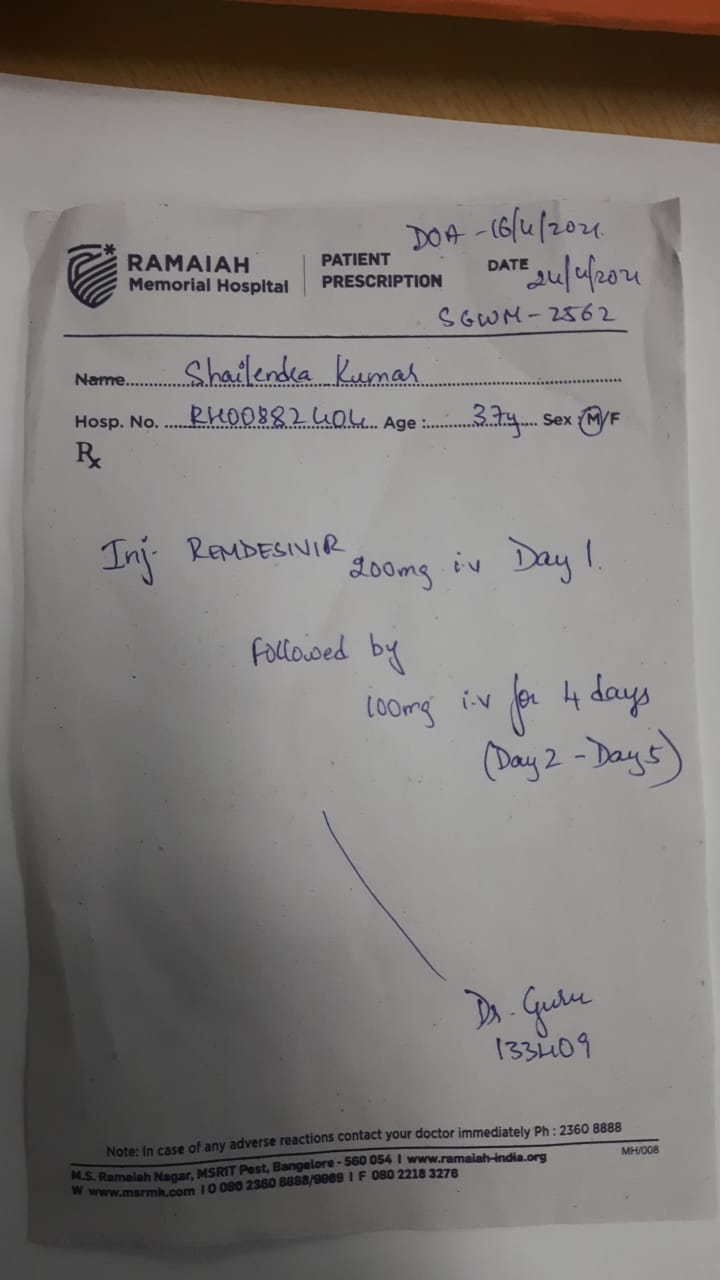 DOA - 16/4/2021.
RAMAIAH
Memorial Hospital
PATIENT
PRESCRIPTION
DATE 24/4/2021
SGWM - 2562
Name Shailendra Kumar
Hosp. No. RH00882404 Age : 37y Sex : M/F
Rx
Inj. REMDESIVIR 200mg i.v Day 1.
followed by
100mg i.v for 4 days
(Day 2 - Day 5)
Dr. Guru
133409
Note: In case of any adverse reactions contact your doctor immediately Ph : 2360 8888
MH/008
M.S. Ramaiah Nagar, MSRIT Post, Bangalore - 560 054 I www.ramaiah-india.org
W www.msrmh.com I O 080 2360 8888/9999 I F 080 2218 3276